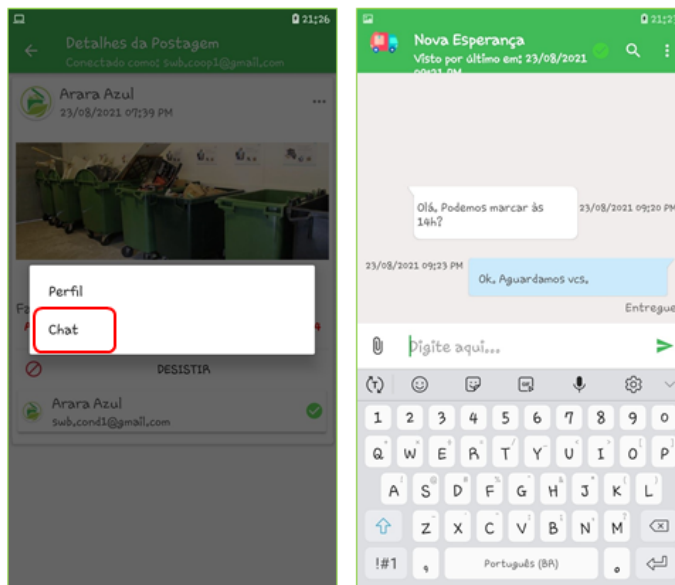 21:26
Detalhes da Postagem
Conectado como: swb.coop1@gmail.com
Arara Azul
23/08/2021 07:39 PM
Perfil
Chat
DESISTIR
Arara Azul
swb.cond1@gmail.com
Nova Esperança
Visto por último em: 23/08/2021
09:21 PM
Olá, Podemos marcar às
14h?
23/08/2021 09:20 PM
23/08/2021 09:23 PM
Ok, Aguardamos vcs.
Entregue
Digite aqui...
1 2 3 4 5 6 7 8 9 0
Q W E R T Y U I O P
A S D F G H J K L
Z X C V B N M
!#1 , Português (BR) .